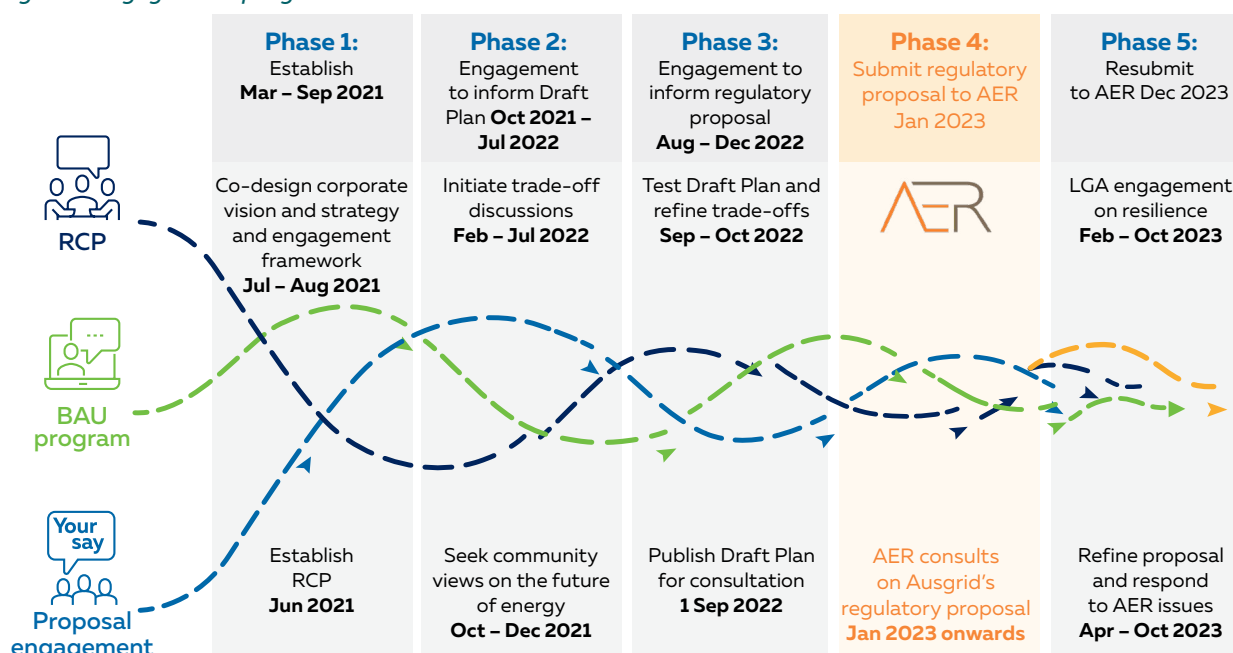 Phase 1:
Establish
Mar – Sep 2021
Phase 2:
Engagement
to inform Draft
Plan Oct 2021 –
Jul 2022
Phase 3:
Engagement to
inform regulatory
proposal
Aug – Dec 2022
Phase 4:
Submit regulatory
proposal to AER
Jan 2023
Phase 5:
Resubmit
to AER Dec 2023
RCP
Co-design corporate
vision and strategy
and engagement
framework
Jul – Aug 2021
Initiate trade-off
discussions
Feb – Jul 2022
Test Draft Plan and
refine trade-offs
Sep – Oct 2022
AER
LGA engagement
on resilience
Feb – Oct 2023
BAU
program
Your
say
Proposal
engagement
Establish
RCP
Jun 2021
Seek community
views on the future
of energy
Oct – Dec 2021
Publish Draft Plan
for consultation
1 Sep 2022
AER consults
on Ausgrid's
regulatory proposal
Jan 2023 onwards
Refine proposal
and respond
to AER issues
Apr – Oct 2023